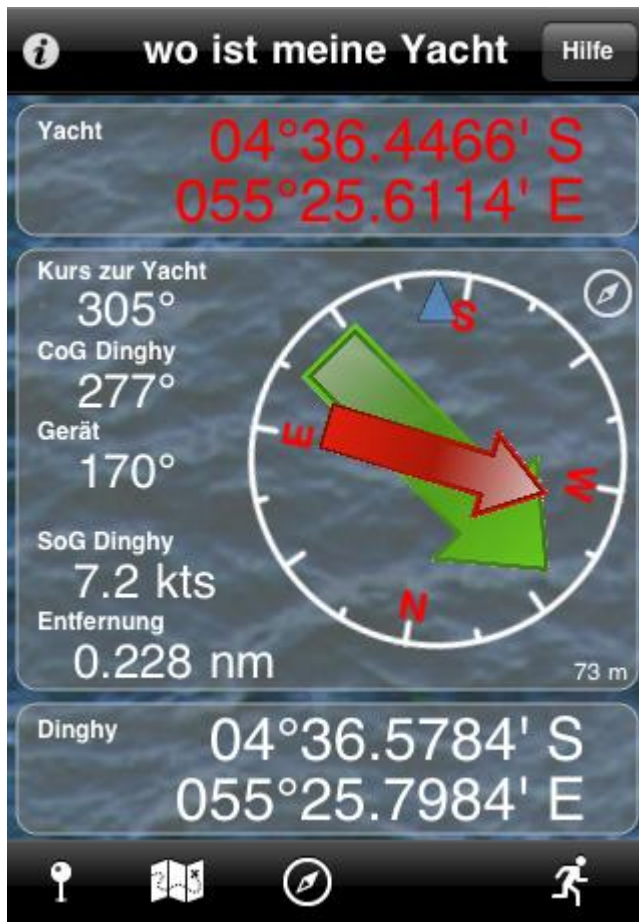 wo ist meine Yacht
Hilfe
Yacht
04°36.4466' S
055°25.6114' E
Kurs zur Yacht
305°
CoG Dinghy
277°
Gerät
170°
SoG Dinghy
7.2 kts
Entfernung
0.228 nm
S
E
W
N
73 m
Dinghy
04°36.5784' S
055°25.7984' E